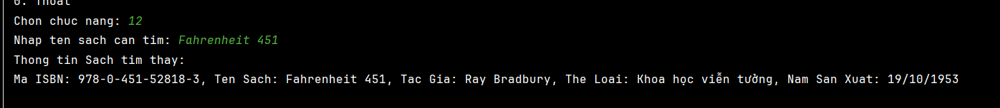 0. Thoat
Chon chuc nang: 12
Nhap ten sach can tim: Fahrenheit 451
Thong tin Sach tim thay:
Ma ISBN: 978-0-451-52818-3, Ten Sach: Fahrenheit 451, Tac Gia: Ray Bradbury, The Loai: Khoa học viễn tưởng, Nam San Xuat: 19/10/1953